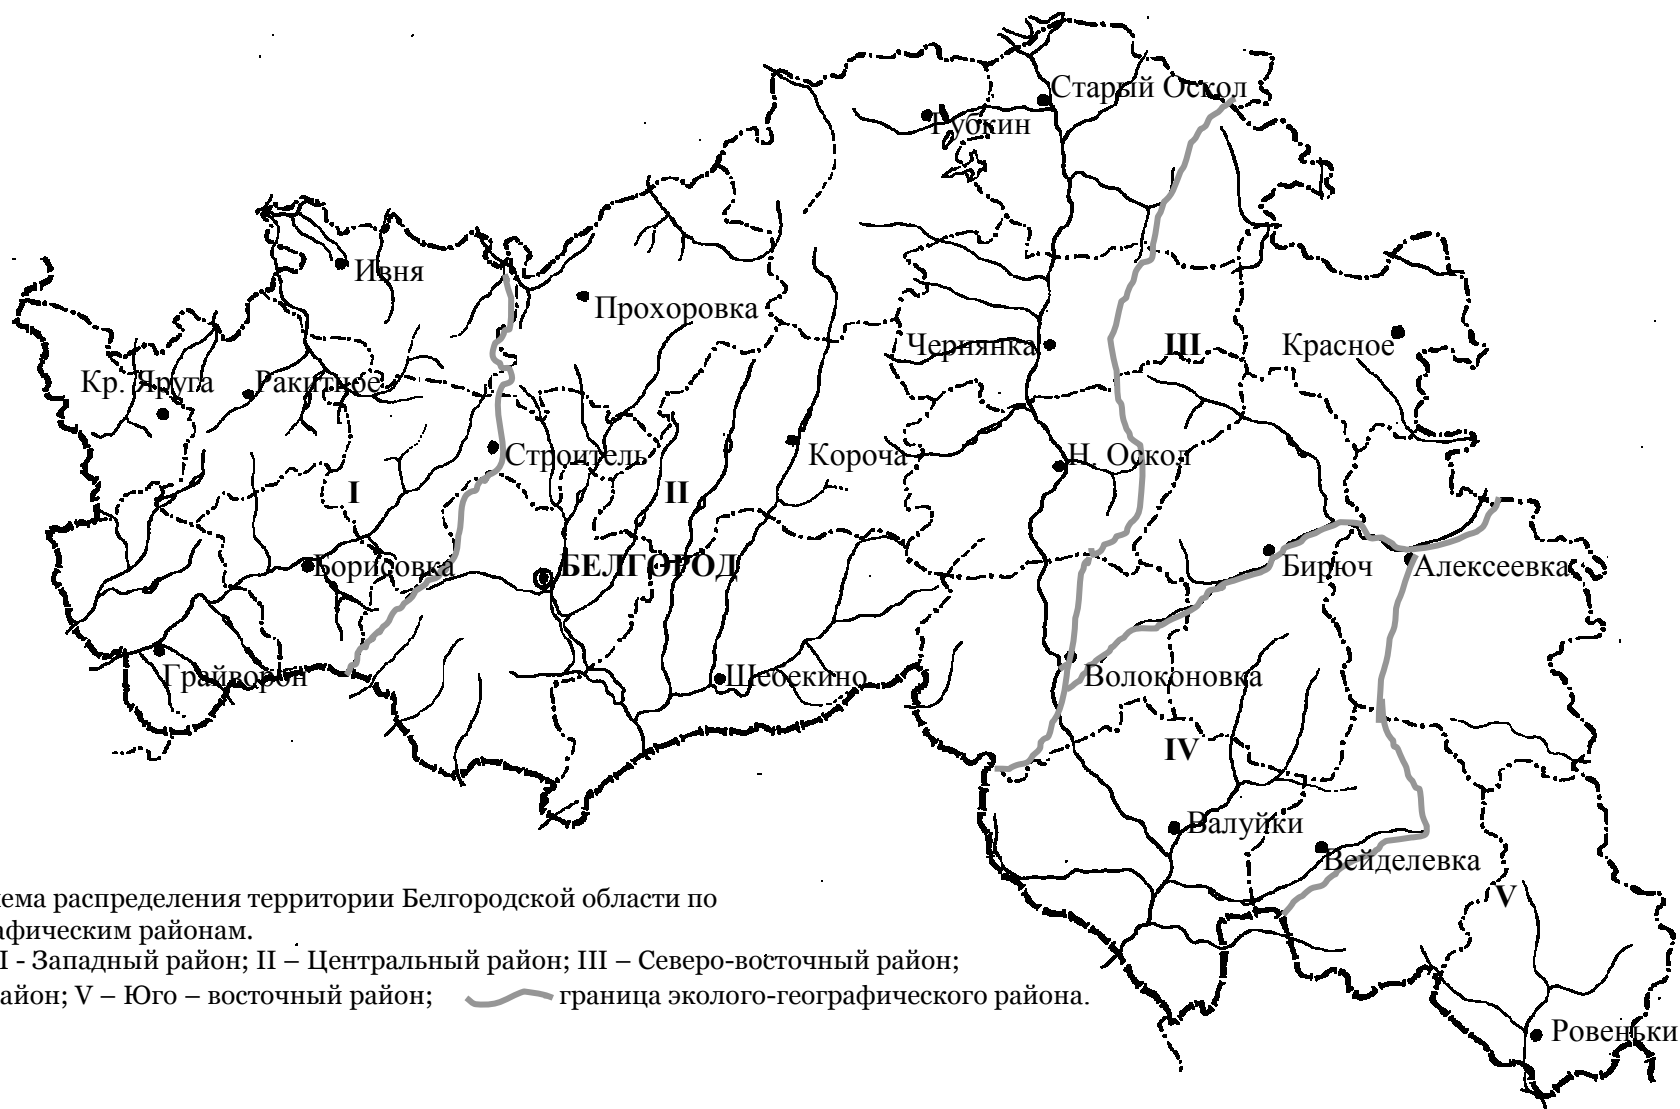 Старый Оскол
Губкин
Ивня
Прохоровка
Чернянка
III
Красное
Кр. Яруга
Ракитное
Строитель
Короча
Н. Оскол
I
II
Борисовка
БЕЛГОРОД
Бирюч
Алексеевка
Грайворон
Шебекино
Волоконовка
IV
Валуйки
Вейделевка
V
ема распределения территории Белгородской области по
афическим районам.
I - Западный район; II – Центральный район; III – Северо-восточный район;
айон; V – Юго – восточный район; граница эколого-географического района.
Ровеньки